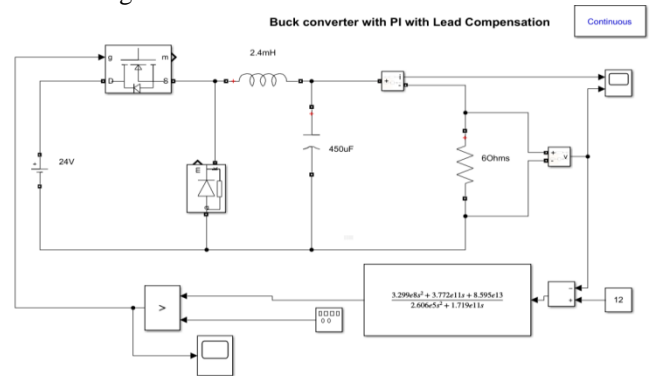 Buck converter with PI with Lead Compensation
Continuous
g
m
D
S
2.4mH
+
i
+
-
24V
+
E
450uF
+
6Ohms
+
-
v
3.299e8s² + 3.772e11s + 8.595e13
2.606e5s² + 1.719e11s
>
-
+
12